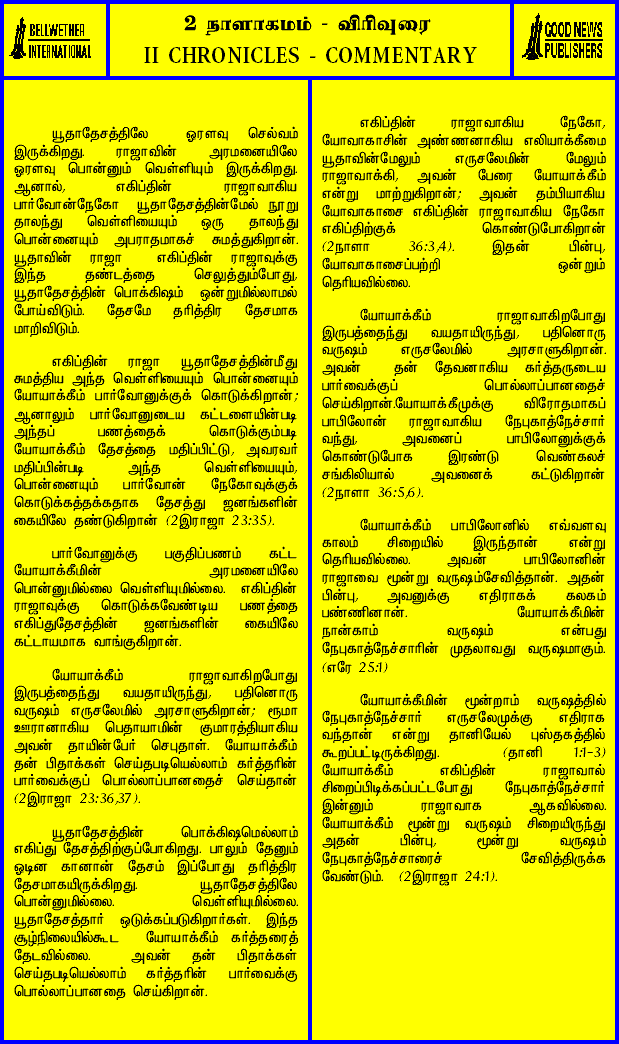 BELLWETHER
INTERNATIONAL
2 நாளாகமம் - விரிவுரை
II CHRONICLES - COMMENTARY
GOOD NEWS
PUBLISHERS
யூதாதேசத்திலே ஓரளவு செல்வம்
இருக்கிறது. ராஜாவின் அரமனையிலே
ஓரளவு பொன்னும் வெள்ளியும் இருக்கிறது.
ஆனால், எகிப்தின் ராஜாவாகிய
பார்வோன்நேகோ யூதாதேசத்தின்மேல் நூறு
தாலந்து வெள்ளியையும் ஒரு தாலந்து
பொன்னையும் அபராதமாகச் சுமத்துகிறான்.
யூதாவின் ராஜா எகிப்தின் ராஜாவுக்கு
இந்த தண்டத்தை செலுத்தும்போது,
யூதாதேசத்தின் பொக்கிஷம் ஒன்றுமில்லாமல்
போய்விடும். தேசமே தரித்திர தேசமாக
மாறிவிடும்.
எகிப்தின் ராஜா யூதாதேசத்தின்மீது
சுமத்திய அந்த வெள்ளியையும் பொன்னையும்
யோயாக்கீம் பார்வோனுக்குக் கொடுக்கிறான்;
ஆனாலும் பார்வோனுடைய கட்டளையின்படி
அந்தப் பணத்தைக் கொடுக்கும்படி
யோயாக்கீம் தேசத்தை மதிப்பிட்டு, அவரவர்
மதிப்பின்படி அந்த வெள்ளியையும்,
பொன்னையும் பார்வோன் நேகோவுக்குக்
கொடுக்கத்தக்கதாக தேசத்து ஜனங்களின்
கையிலே தண்டுகிறான் (2இராஜா 23:35).
பார்வோனுக்கு பகுதிப்பணம் கட்ட
யோயாக்கீமின் அரமனையிலே
பொன்னுமில்லை வெள்ளியுமில்லை. எகிப்தின்
ராஜாவுக்கு கொடுக்கவேண்டிய பணத்தை
எகிப்துதேசத்தின் ஜனங்களின் கையிலே
கட்டாயமாக வாங்குகிறான்.
யோயாக்கீம் ராஜாவாகிறபோது
இருபத்தைந்து வயதாயிருந்து, பதினொரு
வருஷம் எருசலேமில் அரசாளுகிறான்; ரூமா
ஊரானாகிய பெதாயாமின் குமாரத்தியாகிய
அவன் தாயின்பேர் செபுதாள். யோயாக்கீம்
தன் பிதாக்கள் செய்தபடியெல்லாம் கர்த்தரின்
பார்வைக்குப் பொல்லாப்பானதைச் செய்தான்
(2இராஜா 23:36,37).
யூதாதேசத்தின் பொக்கிஷமெல்லாம்
எகிப்து தேசத்திற்குப்போகிறது. பாலும் தேனும்
ஓடின கானான் தேசம் இப்போது தரித்திர
தேசமாகயிருக்கிறது. யூதாதேசத்திலே
பொன்னுமில்லை. வெள்ளியுமில்லை.
யூதாதேசத்தார் ஒடுக்கப்படுகிறார்கள். இந்த
சூழ்நிலையில்கூட யோயாக்கீம் கர்த்தரைத்
தேடவில்லை. அவன் தன் பிதாக்கள்
செய்தபடியெல்லாம் கர்த்தரின் பார்வைக்கு
பொல்லாப்பானதை செய்கிறான்.
எகிப்தின் ராஜாவாகிய நேகோ,
யோவாகாசின் அண்ணனாகிய எலியாக்கீமை
யூதாவின்மேலும் எருசலேமின் மேலும்
ராஜாவாக்கி, அவன் பேரை யோயாக்கீம்
என்று மாற்றுகிறான்; அவன் தம்பியாகிய
யோவாகாசை எகிப்தின் ராஜாவாகிய நேகோ
எகிப்திற்குக் கொண்டுபோகிறான்
(2நாளா 36:3,4). இதன் பின்பு,
யோவாகாசைப்பற்றி ஒன்றும்
தெரியவில்லை.
யோயாக்கீம் ராஜாவாகிறபோது
இருபத்தைந்து வயதாயிருந்து, பதினொரு
வருஷம் எருசலேமில் அரசாளுகிறான்.
அவன் தன் தேவனாகிய கர்த்தருடைய
பார்வைக்குப் பொல்லாப்பானதைச்
செய்கிறான்.யோயாக்கீமுக்கு விரோதமாகப்
பாபிலோன் ராஜாவாகிய நேபுகாத்நேச்சார்
வந்து, அவனைப் பாபிலோனுக்குக்
கொண்டுபோக இரண்டு வெண்கலச்
சங்கிலியால் அவனைக் கட்டுகிறான்
(2நாளா 36:5,6).
யோயாக்கீம் பாபிலோனில் எவ்வளவு
காலம் சிறையில் இருந்தான் என்று
தெரியவில்லை. அவன் பாபிலோனின்
ராஜாவை மூன்று வருஷம்சேவித்தான். அதன்
பின்பு, அவனுக்கு எதிராகக் கலகம்
பண்ணினான். யோயாக்கீமின்
நான்காம் வருஷம் என்பது
நேபுகாத்நேச்சாரின் முதலாவது வருஷமாகும்.
(எரே 25:1)
யோயாக்கீமின் மூன்றாம் வருஷத்தில்
நேபுகாத்நேச்சார் எருசலேமுக்கு எதிராக
வந்தான் என்று தானியேல் புஸ்தகத்தில்
கூறப்பட்டிருக்கிறது. (தானி 1:1-3)
யோயாக்கீம் எகிப்தின் ராஜாவால்
சிறைப்பிடிக்கப்பட்டபோது நேபுகாத்நேச்சார்
இன்னும் ராஜாவாக ஆகவில்லை.
யோயாக்கீம் மூன்று வருஷம் சிறையிருந்து
அதன் பின்பு, மூன்று வருஷம்
நேபுகாத்நேச்சாரைச் சேவித்திருக்க
வேண்டும். (2இராஜா 24:1).